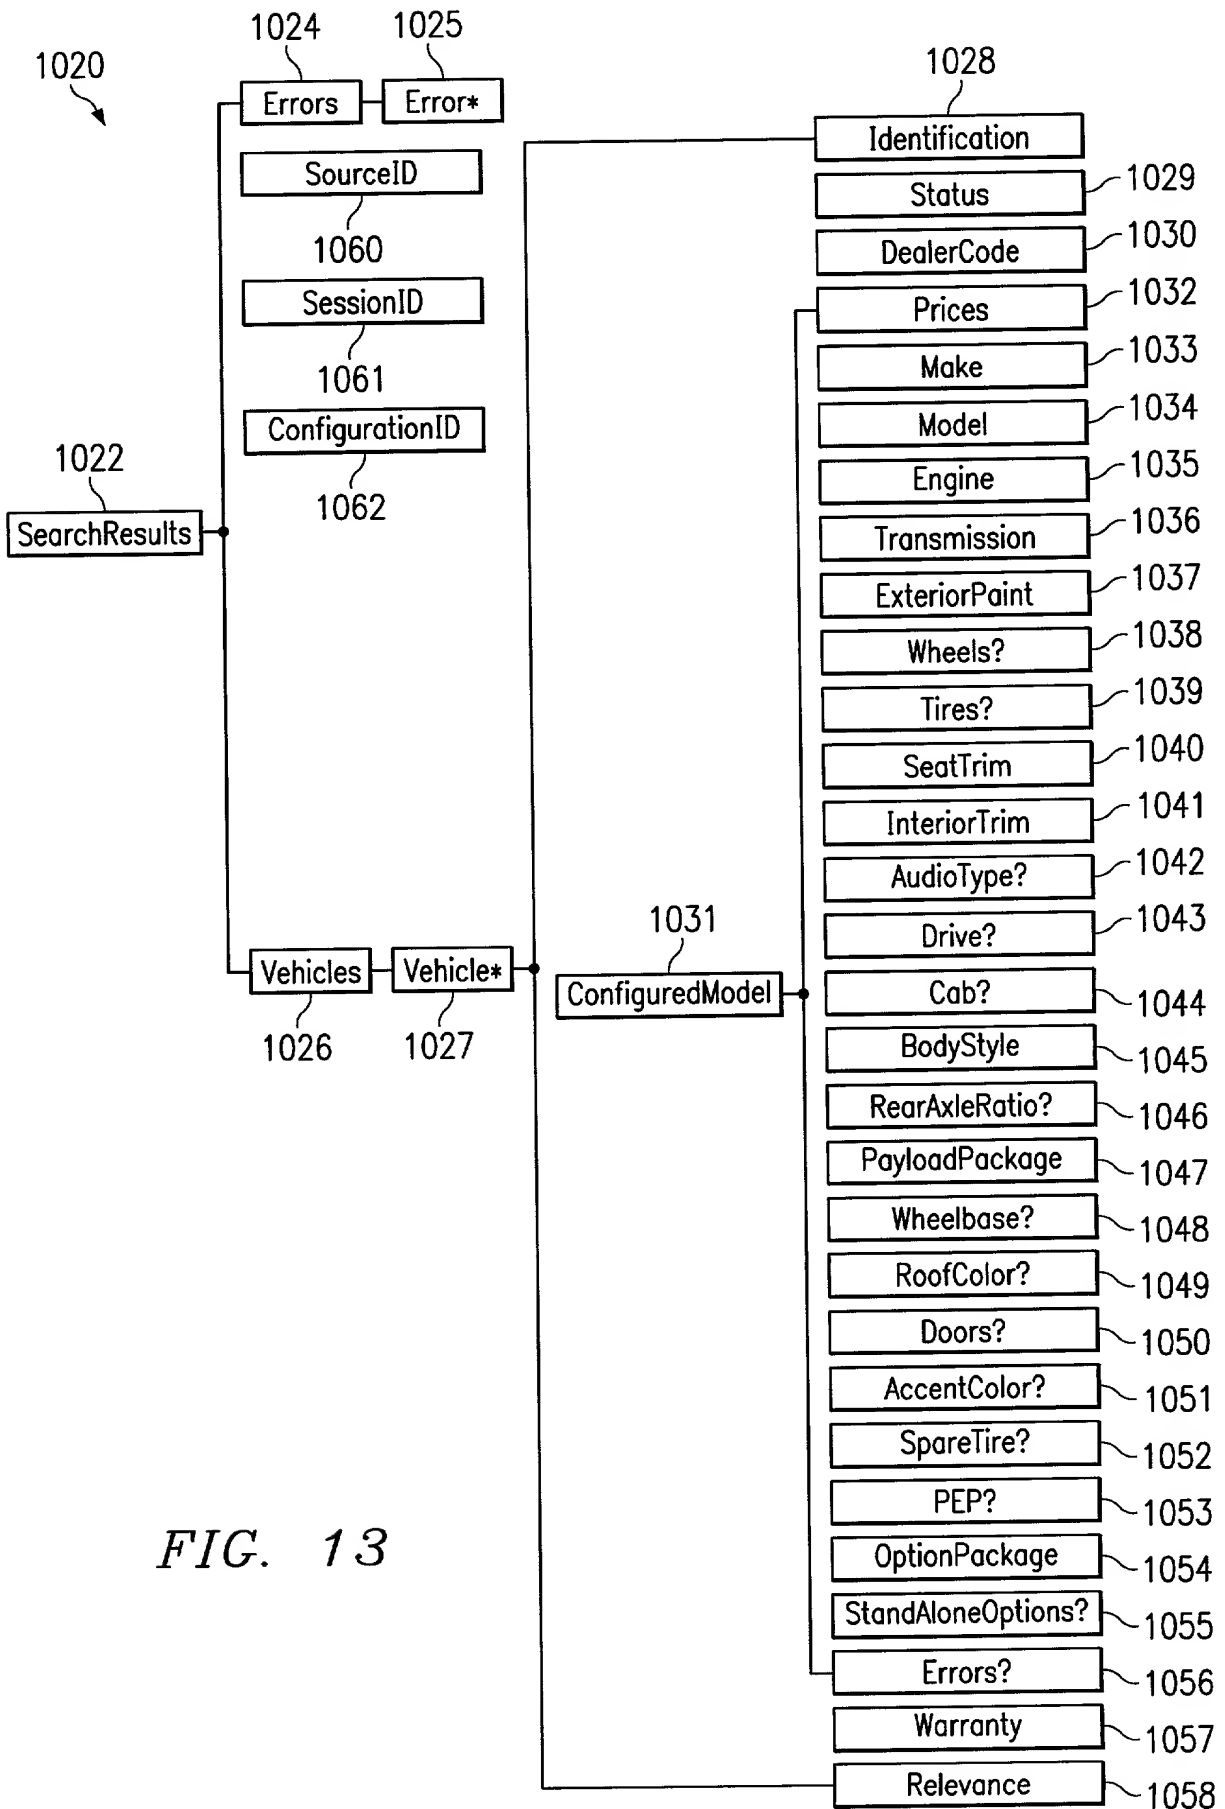 1020
1024
1025
Errors
Error*
SourceID
1060
SessionID
1061
ConfigurationID
1062
1022
SearchResults
Vehicles
Vehicle*
1026
1027
1031
ConfiguredModel
1028
Identification
Status 1029
DealerCode 1030
Prices 1032
Make 1033
Model 1034
Engine 1035
Transmission 1036
ExteriorPaint 1037
Wheels? 1038
Tires? 1039
SeatTrim 1040
InteriorTrim 1041
AudioType? 1042
Drive? 1043
Cab? 1044
BodyStyle 1045
RearAxleRatio? 1046
PayloadPackage 1047
Wheelbase? 1048
RoofColor? 1049
Doors? 1050
AccentColor? 1051
SpareTire? 1052
PEP? 1053
OptionPackage 1054
StandAloneOptions? 1055
Errors? 1056
Warranty 1057
Relevance 1058
FIG. 13